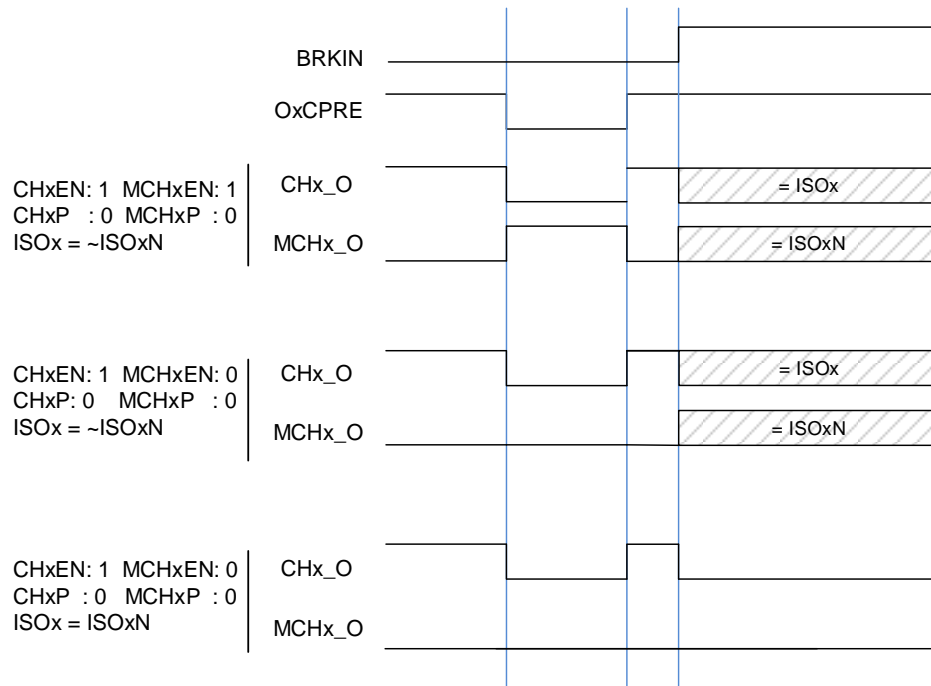 BRKIN
OxCPRE
CHxEN: 1 MCHxEN: 1
CHxP : 0 MCHxP : 0
ISOx = ~ISOxN
CHx_O
= ISOx
MCHx_O
= ISOxN
CHxEN: 1 MCHxEN: 0
CHxP: 0 MCHxP : 0
ISOx = ~ISOxN
CHx_O
= ISOx
MCHx_O
= ISOxN
CHxEN: 1 MCHxEN: 0
CHxP : 0 MCHxP : 0
ISOx = ISOxN
CHx_O
MCHx_O